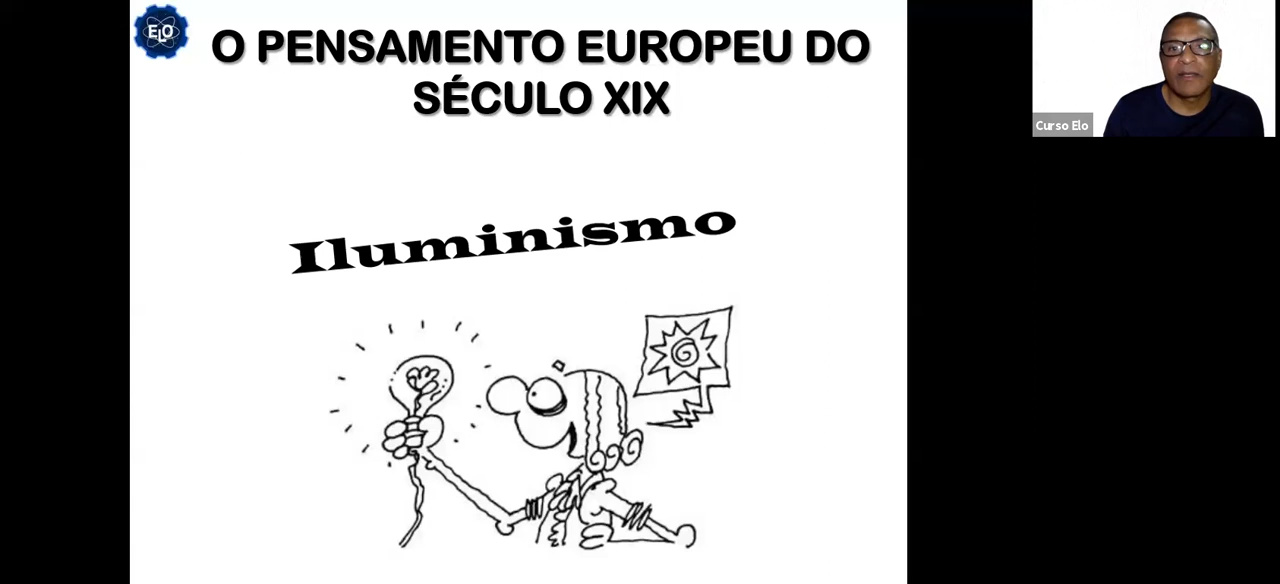 ELO
O PENSAMENTO EUROPEU DO
SÉCULO XIX
Iluminismo
Curso Elo